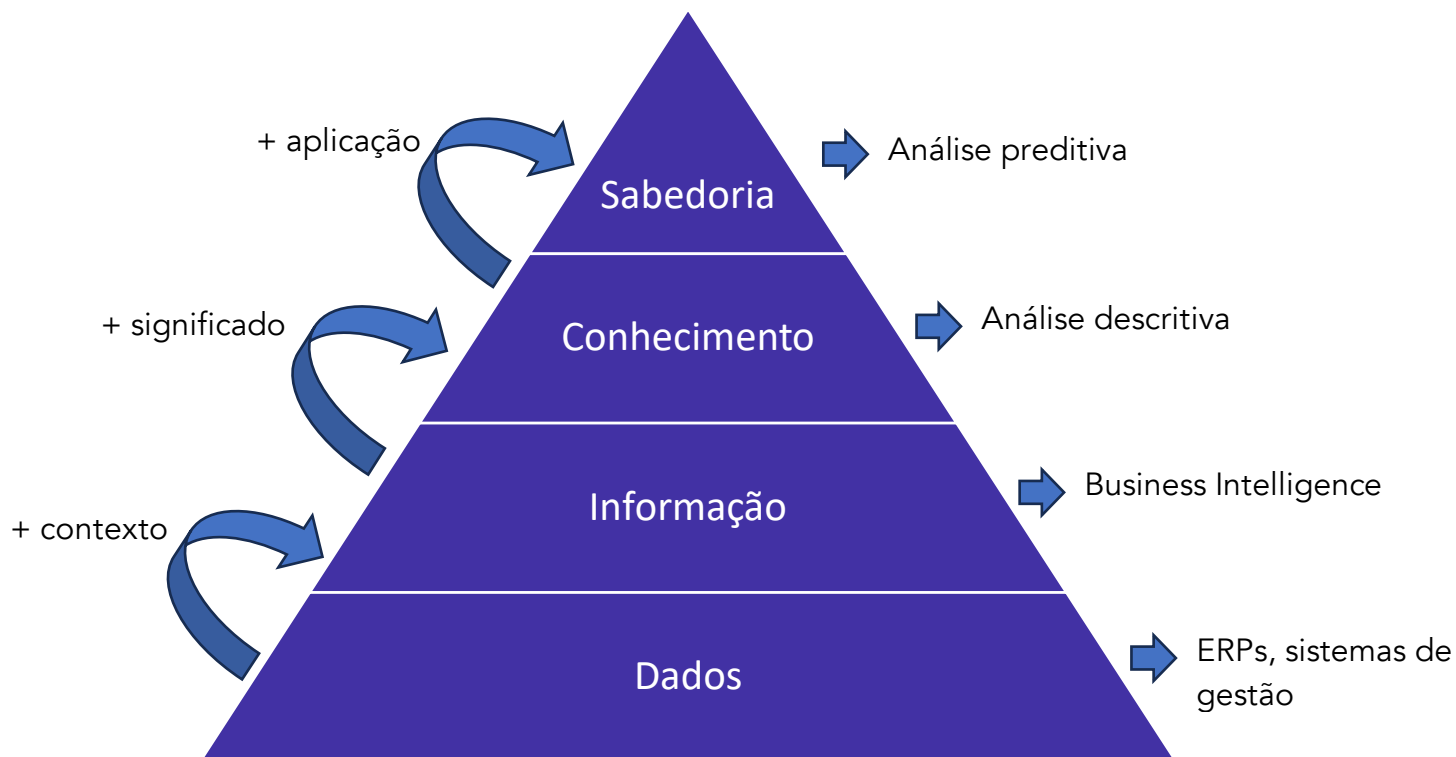 + aplicação
Sabedoria
Análise preditiva
+ significado
Conhecimento
Análise descritiva
+ contexto
Informação
Business Intelligence
Dados
ERPs, sistemas de
gestão